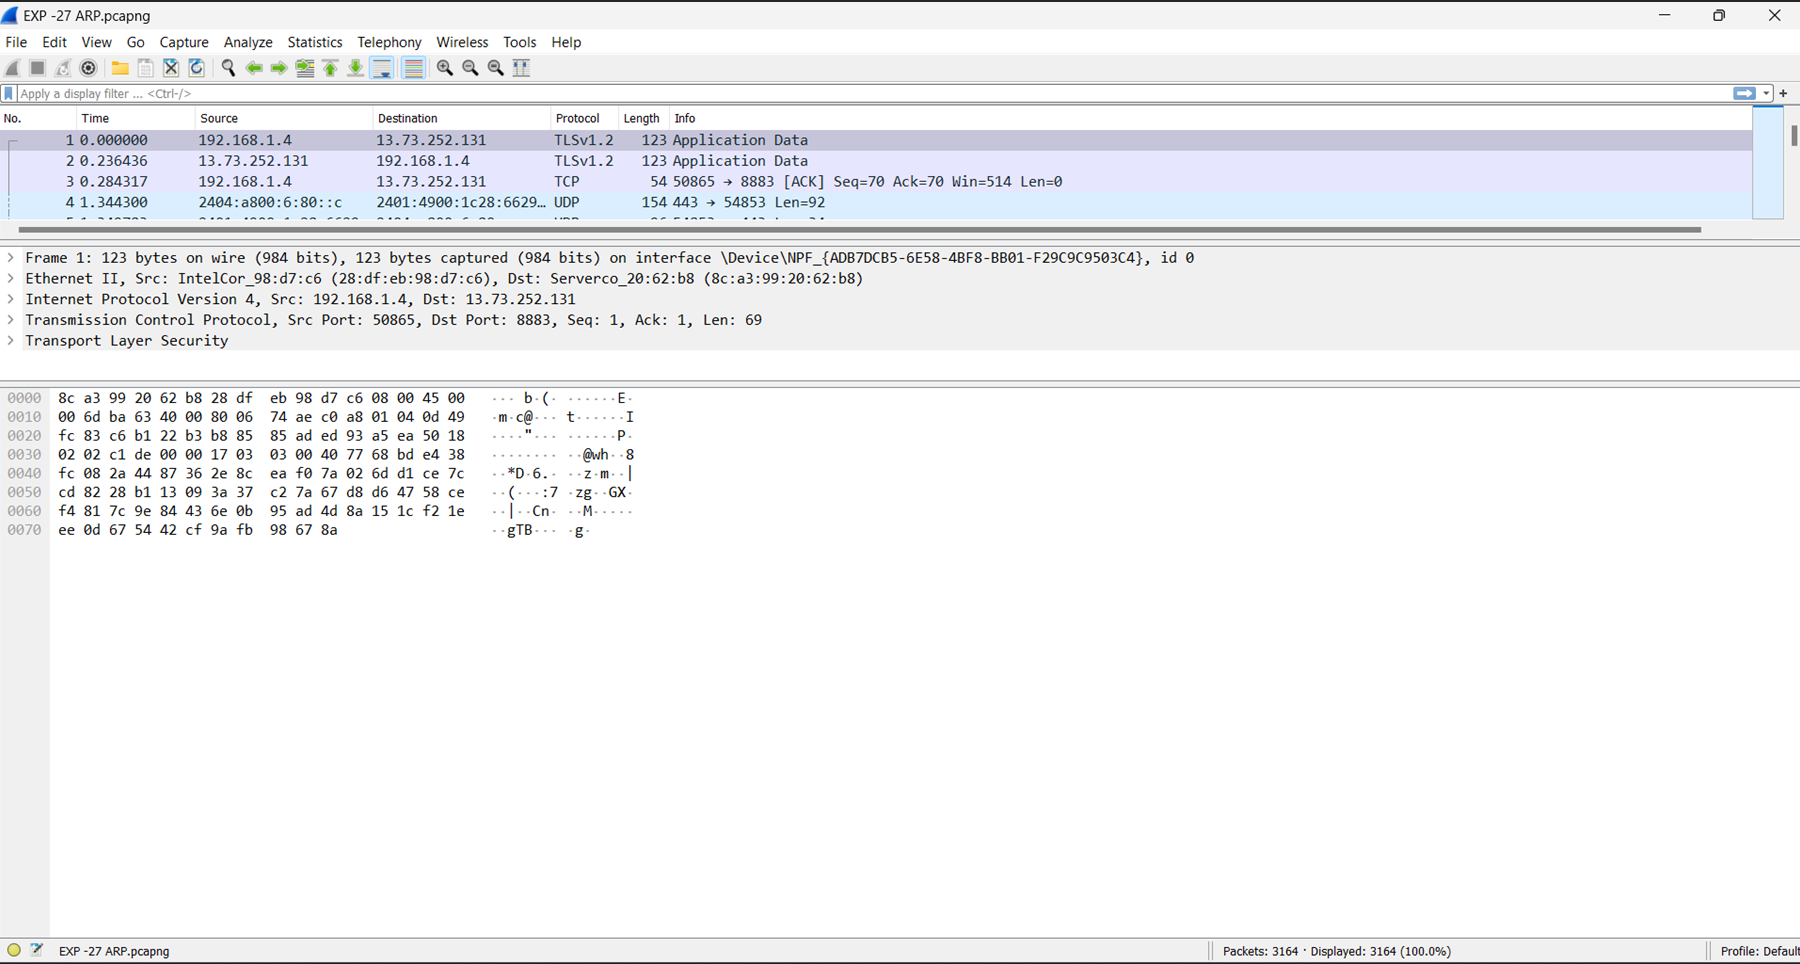 EXP -27 ARP.pcapng
File Edit View Go Capture Analyze Statistics Telephony Wireless Tools Help
Apply a display filter ... <Ctrl-/>
No. Time Source Destination Protocol Length Info
1 0.000000 192.168.1.4 13.73.252.131 TLSv1.2 123 Application Data
2 0.236436 13.73.252.131 192.168.1.4 TLSv1.2 123 Application Data
3 0.284317 192.168.1.4 13.73.252.131 TCP 54 50865 → 8883 [ACK] Seq=70 Ack=70 Win=514 Len=0
4 1.344300 2404:a800:6:80::c 2401:4900:1c28:6629… UDP 154 443 → 54853 Len=92
Frame 1: 123 bytes on wire (984 bits), 123 bytes captured (984 bits) on interface \Device\NPF_{ADB7DCB5-6E58-4BF8-BB01-F29C9C9503C4}, id 0
Ethernet II, Src: IntelCor_98:d7:c6 (28:df:eb:98:d7:c6), Dst: Serverco_20:62:b8 (8c:a3:99:20:62:b8)
Internet Protocol Version 4, Src: 192.168.1.4, Dst: 13.73.252.131
Transmission Control Protocol, Src Port: 50865, Dst Port: 8883, Seq: 1, Ack: 1, Len: 69
Transport Layer Security
0000 8c a3 99 20 62 b8 28 df eb 98 d7 c6 08 00 45 00 ··· b·(· ······E·
0010 00 6d ba 63 40 00 80 06 74 ae c0 a8 01 04 0d 49 ·m·c@··· t······I
0020 fc 83 c6 b1 22 b3 b8 85 85 ad ed 93 a5 ea 50 18 ····"··· ······P·
0030 02 02 c1 de 00 00 17 03 03 00 40 77 68 bd e4 38 ········ ··@wh··8
0040 fc 08 2a 44 87 36 2e 8c ea f0 7a 02 6d d1 ce 7c ··*D·6.· ··z·m··|
0050 cd 82 28 b1 13 09 3a 37 c2 7a 67 d8 d6 47 58 ce ··(···:7 ·zg··GX·
0060 f4 81 7c 9e 84 43 6e 0b 95 ad 4d 8a 15 1c f2 1e ··|··Cn· ··M·····
0070 ee 0d 67 54 42 cf 9a fb 98 67 8a ··gTB··· ·g·
EXP -27 ARP.pcapng
Packets: 3164 · Displayed: 3164 (100.0%)
Profile: Default